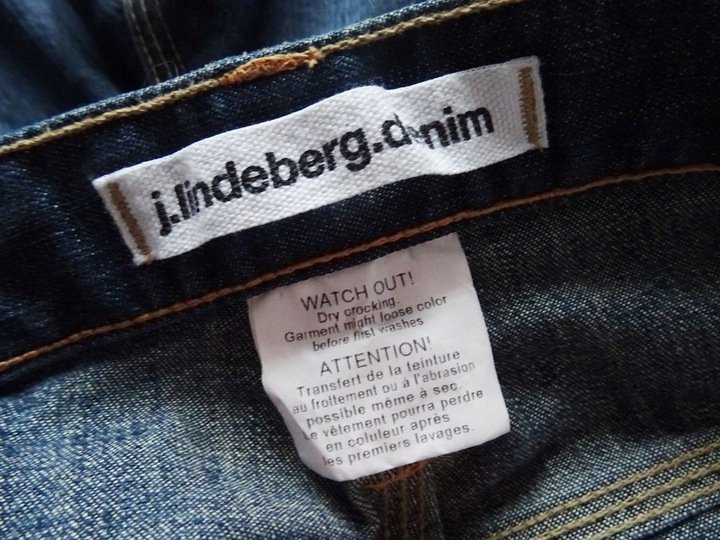 j.lindeberg.denim
WATCH OUT!
Dry crocking.
Garment might loose color
before first washes
ATTENTION!
Transfert de la teinture
au frottement ou à l'abrasion
possible même à sec.
Le vêtement pourra perdre
en coluleur après
les premiers lavages.